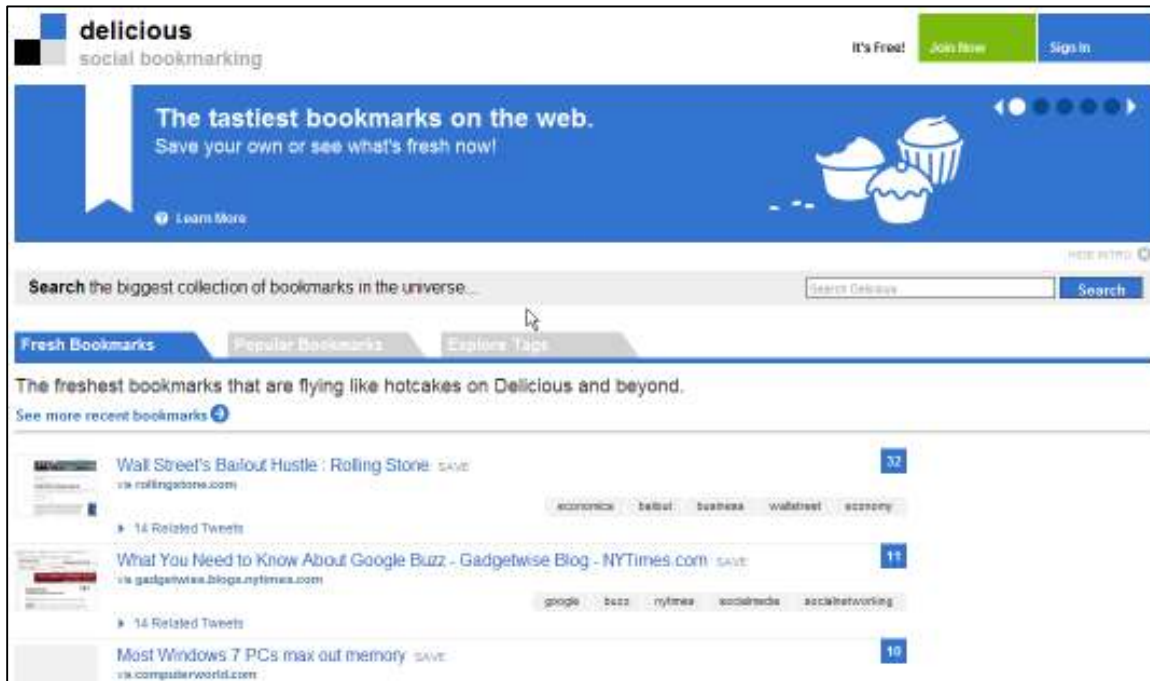 delicious
social bookmarking
It's Free!
Join Now
Sign In
The tastiest bookmarks on the web.
Save your own or see what's fresh now!
Learn More
HIDE INTRO
Search the biggest collection of bookmarks in the universe...
Search Delicious
Search
Fresh Bookmarks
Popular Bookmarks
Explore Tags
The freshest bookmarks that are flying like hotcakes on Delicious and beyond.
See more recent bookmarks
Wall Street's Bailout Hustle : Rolling Stone SAVE
32
via rollingstone.com
economics bailout business wallstreet economy
14 Related Tweets
What You Need to Know About Google Buzz - Gadgetwise Blog - NYTimes.com SAVE
11
via gadgetwise.blogs.nytimes.com
google buzz nytimes socialmedia socialnetworking
14 Related Tweets
Most Windows 7 PCs max out memory SAVE
10
via computerworld.com